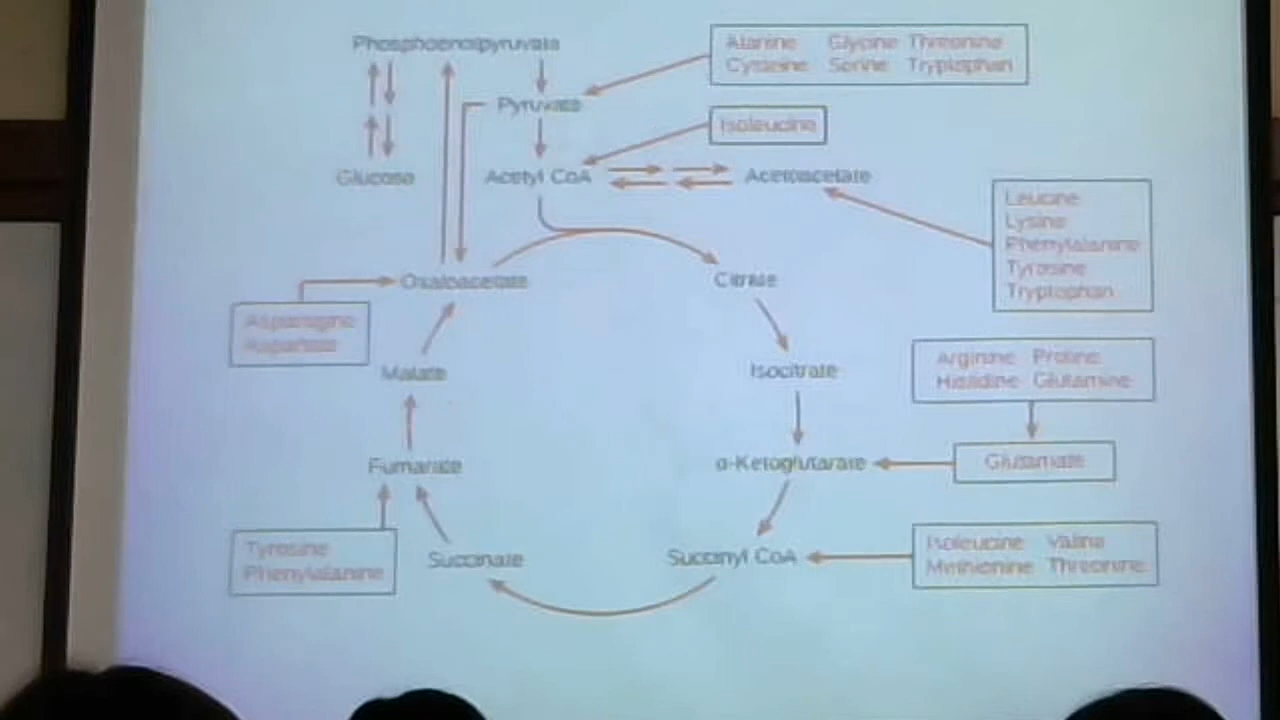 Phosphoenolpyruvate
Alanine Glycine Threonine
Cysteine Serine Tryptophan
Pyruvate
Isoleucine
Glucose
Acetyl CoA
Acetoacetate
Leucine
Lysine
Phenylalanine
Tyrosine
Tryptophan
Oxaloacetate
Citrate
Asparagine
Aspartate
Malate
Isocitrate
Arginine Proline
Histidine Glutamine
Fumarate
α-Ketoglutarate
Glutamate
Tyrosine
Phenylalanine
Succinate
Succinyl CoA
Isoleucine Valine
Methionine Threonine